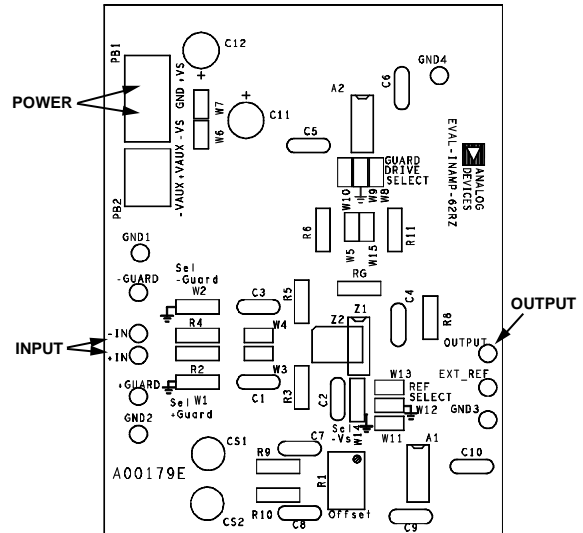 PB1
C12
+VS
GND
-VS
+
POWER
W7
W6
+
C11
C5
A2
C6
GND4
EVAL-INAMP-62RZ
ANALOG
DEVICES
GUARD
DRIVE
SELECT
W10
W9
W8
PB2
-VAUX
+VAUX
R6
W5
W15
R11
GND1
-GUARD
Sel
-Guard
W2
C3
R5
RG
R4
W4
Z2
Z1
C4
R8
OUTPUT
OUTPUT
INPUT
-IN
+IN
R2
W3
W13
EXT_REF
REF
SELECT
W12
+GUARD
W1
Sel
+Guard
C1
R3
C2
Sel
-Vs
W14
W11
GND3
GND2
CS1
C7
R9
R1
A1
C10
A00179E
CS2
R10
C8
Offset
C9